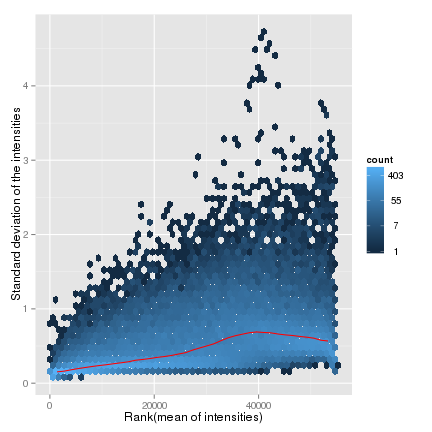 Standard deviation of the intensities
4
3
2
1
0
0 20000 40000
Rank(mean of intensities)
count
403
55
7
1